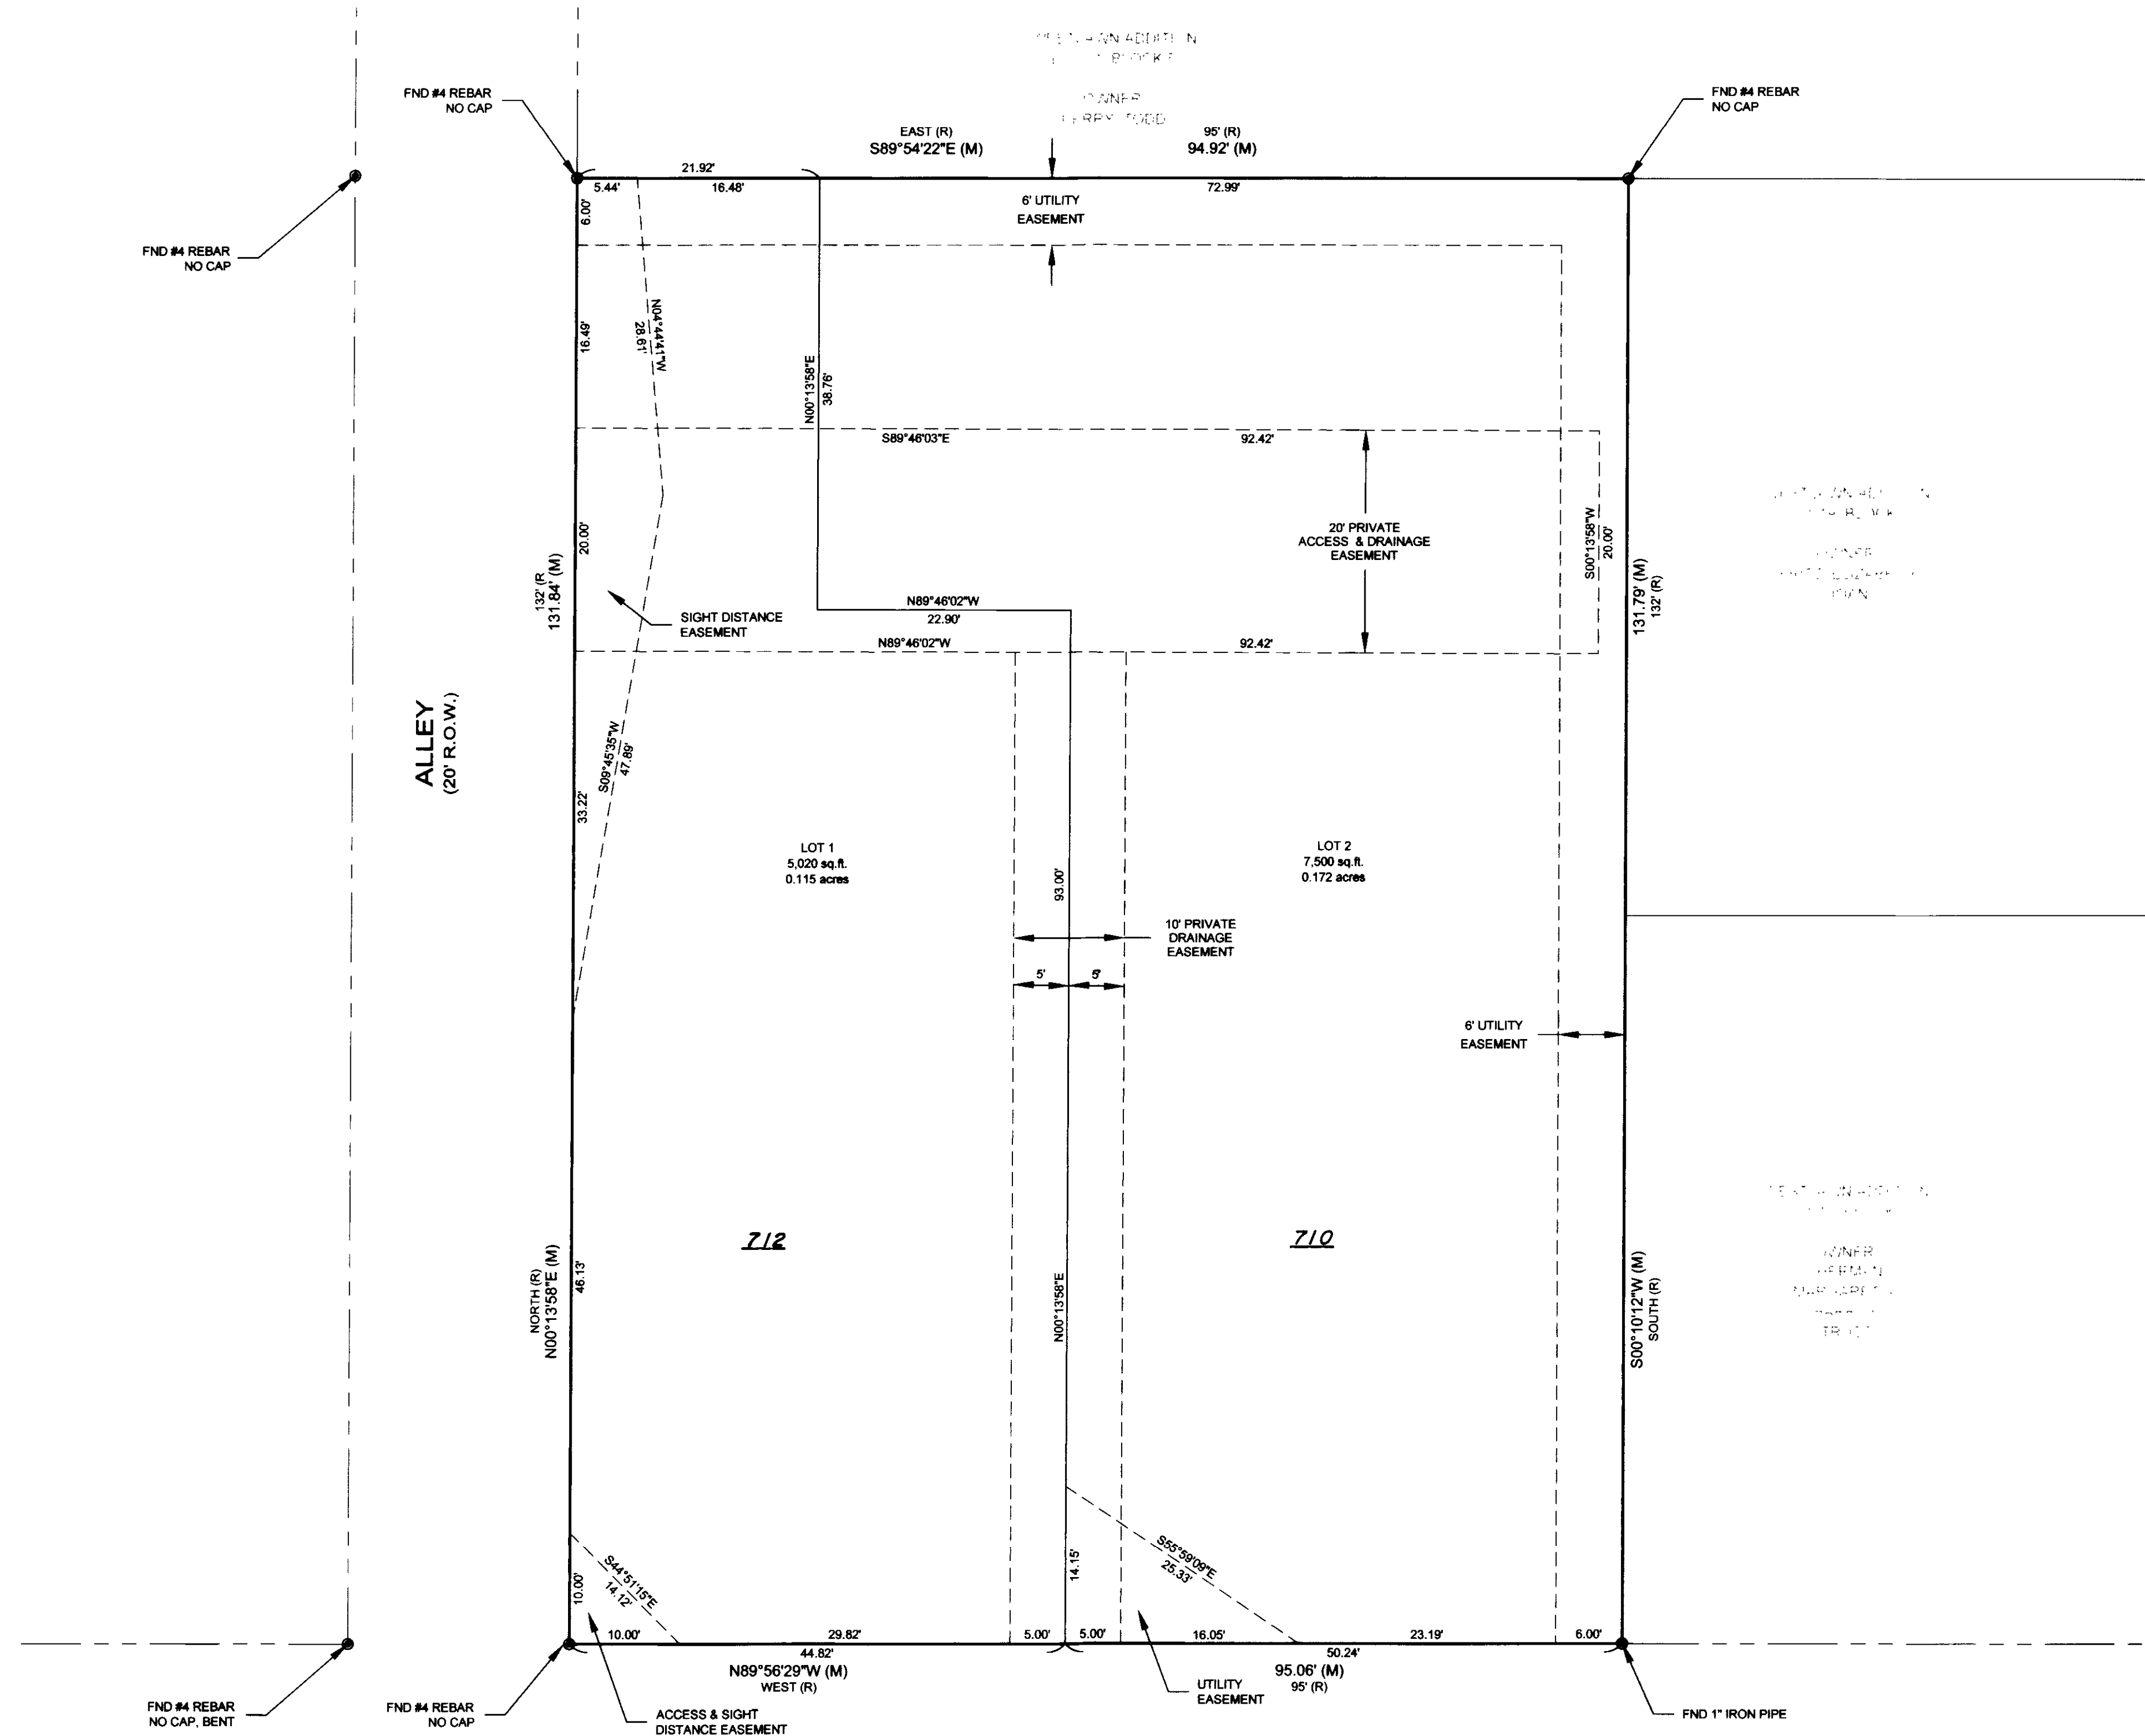 FND #4 REBAR
NO CAP
OWNER
FND #4 REBAR
NO CAP
EAST (R)
S89°54'22"E (M)
95' (R)
94.92' (M)
21.92'
5.44'
16.48'
72.99'
6' UTILITY
EASEMENT
FND #4 REBAR
NO CAP
6.00'
16.49'
N04°44'41"W
28.61'
N00°13'58"E
38.76'
S89°46'03"E
92.42'
20.00'
132' (R
131.84' (M)
20' PRIVATE
ACCESS & DRAINAGE
EASEMENT
S00°13'58"W
20.00'
131.79' (M)
132' (R)
SIGHT DISTANCE
EASEMENT
N89°46'02"W
22.90'
N89°46'02"W
92.42'
ALLEY
(20' R.O.W.)
S09°45'35"W
47.89'
33.22'
LOT 1
5,020 sq.ft.
0.115 acres
LOT 2
7,500 sq.ft.
0.172 acres
93.00'
10' PRIVATE
DRAINAGE
EASEMENT
5'
5'
6' UTILITY
EASEMENT
712
710
NORTH (R)
N00°13'58"E (M)
46.13'
N00°13'58"E
S00°10'12"W (M)
SOUTH (R)
S44°51'15"E
14.12'
10.00'
14.15'
S55°59'09"E
25.33'
10.00'
29.82'
5.00'
5.00'
16.05'
23.19'
6.00'
44.82'
50.24'
N89°56'29"W (M)
WEST (R)
95.06' (M)
95' (R)
FND #4 REBAR
NO CAP, BENT
FND #4 REBAR
NO CAP
ACCESS & SIGHT
DISTANCE EASEMENT
UTILITY
EASEMENT
FND 1" IRON PIPE